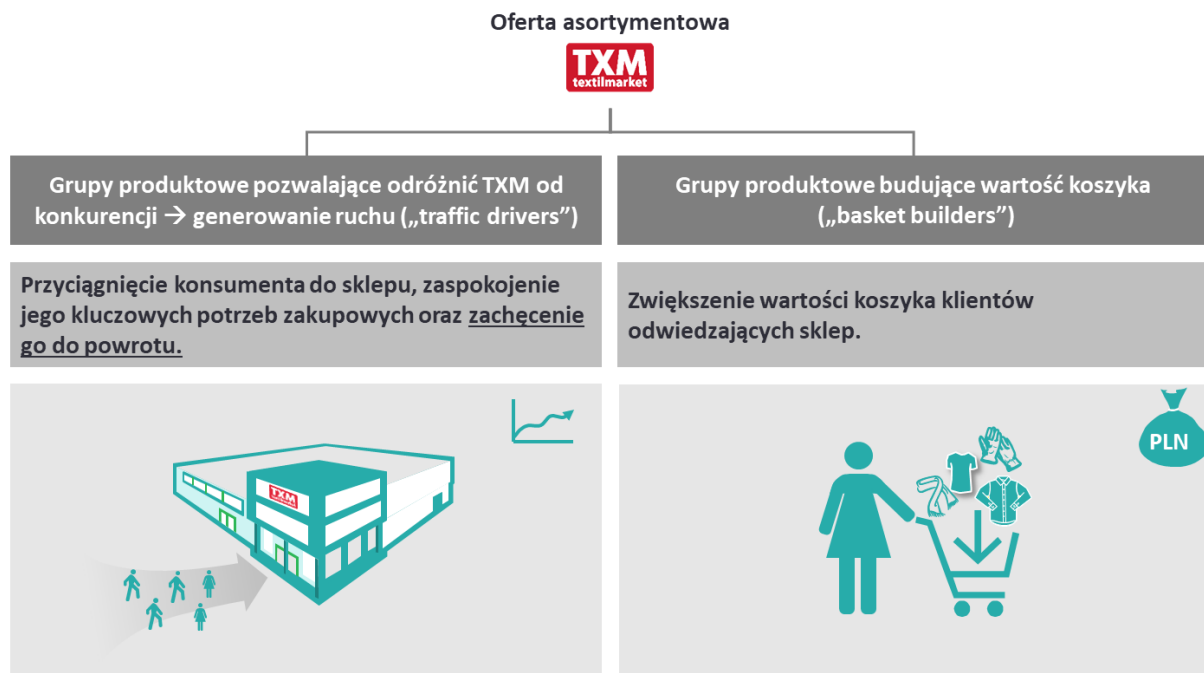 Oferta asortymentowa
TXM
textilmarket
Grupy produktowe pozwalające odróżnić TXM od
konkurencji → generowanie ruchu („traffic drivers”)
Grupy produktowe budujące wartość koszyka
(„basket builders”)
Przyciągnięcie konsumenta do sklepu, zaspokojenie
jego kluczowych potrzeb zakupowych oraz zachęcenie
go do powrotu.
Zwiększenie wartości koszyka klientów
odwiedzających sklep.
TXM
PLN